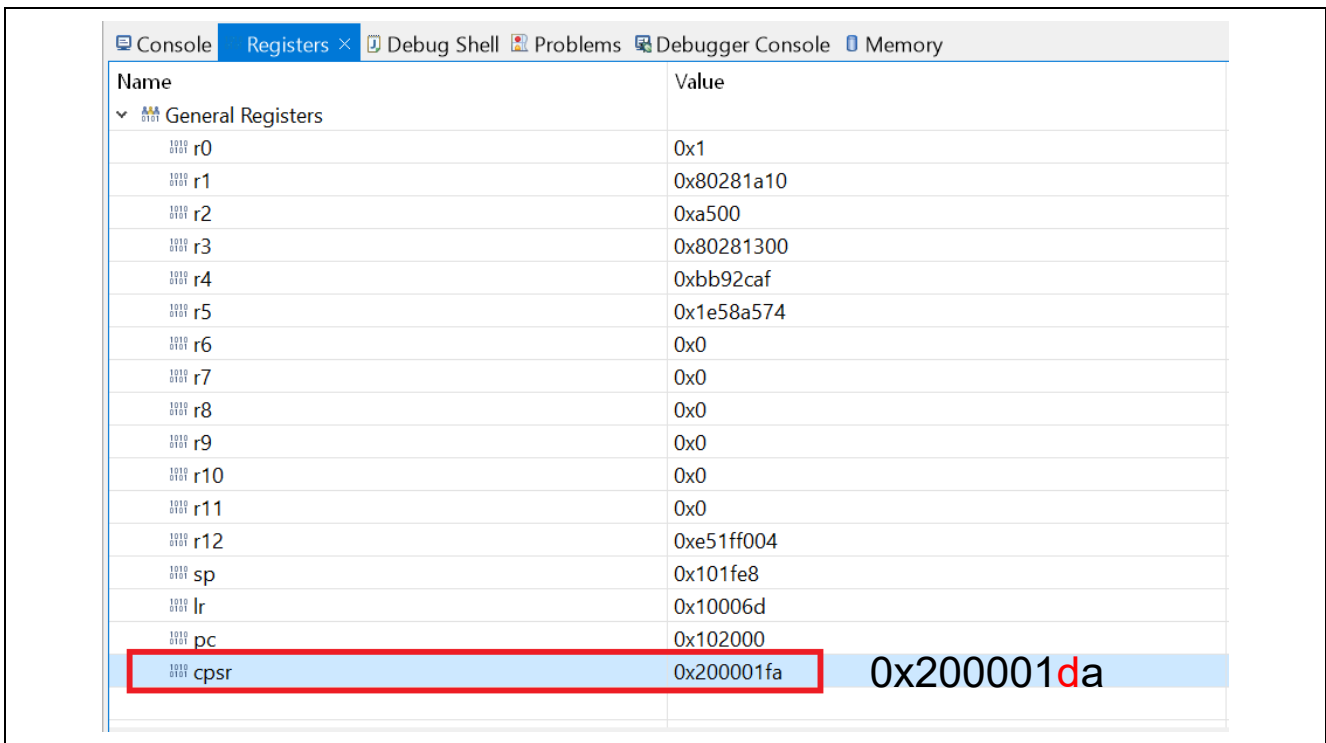 Console Registers × Debug Shell Problems Debugger Console Memory
Name Value
General Registers
r0 0x1
r1 0x80281a10
r2 0xa500
r3 0x80281300
r4 0xbb92caf
r5 0x1e58a574
r6 0x0
r7 0x0
r8 0x0
r9 0x0
r10 0x0
r11 0x0
r12 0xe51ff004
sp 0x101fe8
lr 0x10006d
pc 0x102000
cpsr 0x200001fa 0x200001da